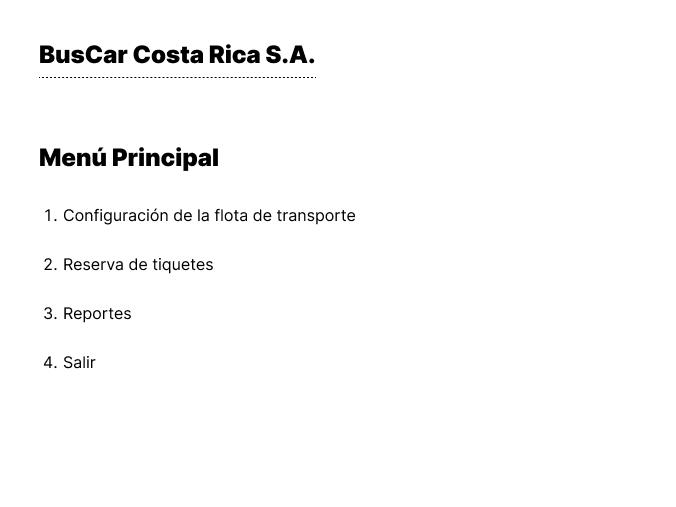 BusCar Costa Rica S.A.
Menú Principal
1. Configuración de la flota de transporte
2. Reserva de tiquetes
3. Reportes
4. Salir